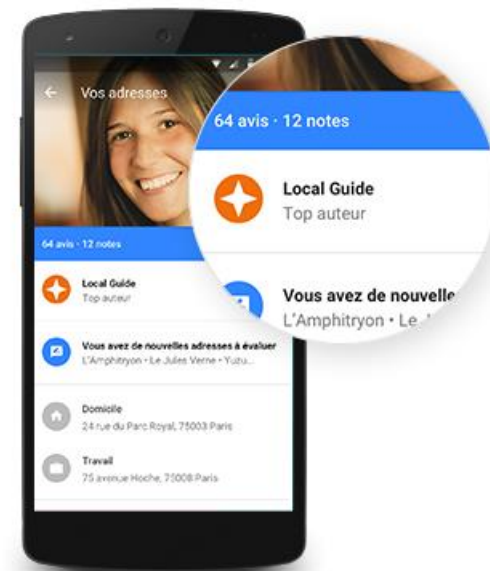 Vos adresses
64 avis · 12 notes
Local Guide
Top auteur
Vous avez de nouvelles adresses à évaluer
L'Amphitryon • Le Jules Verne • Yuzu...
Domicile
24 rue du Parc Royal, 75003 Paris
Travail
75 avenue Hoche, 75008 Paris
64 avis · 12 notes
Local Guide
Top auteur
Vous avez de nouvelle
L'Amphitryon • Le